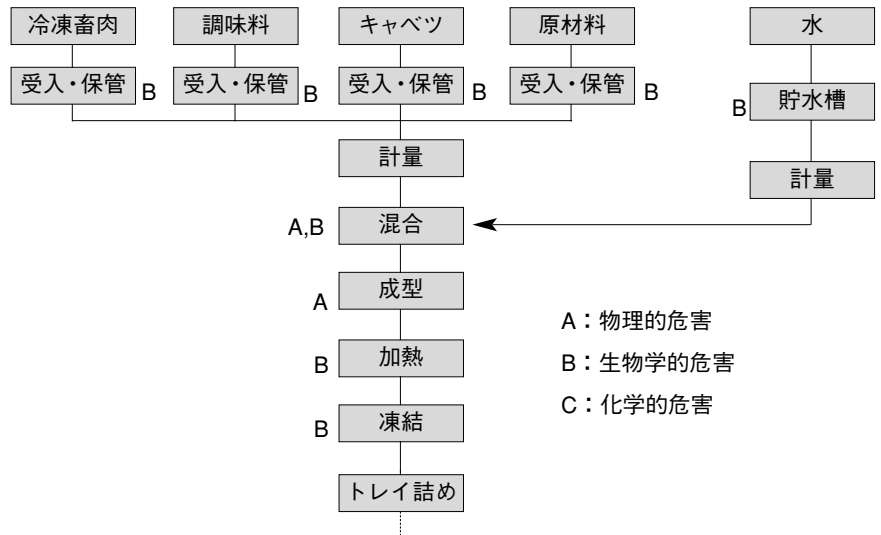 冷凍畜肉
調味料
キャベツ
原材料
水
受入・保管
B
受入・保管
B
受入・保管
B
受入・保管
B
B
貯水槽
計量
計量
A,B
混合
A
成型
B
加熱
B
凍結
トレイ詰め
A：物理的危害
B：生物学的危害
C：化学的危害